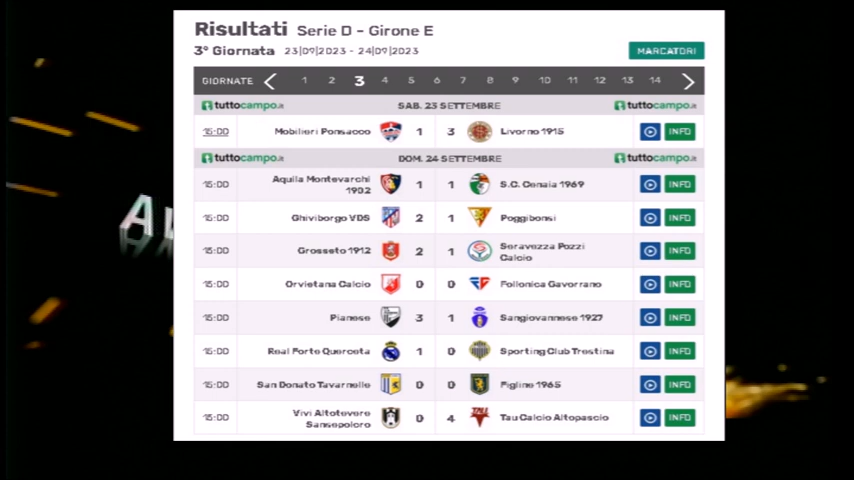 Risultati Serie D - Girone E
3° Giornata 23|09|2023 - 24|09|2023
MARCATORI
GIORNATE 1 2 3 4 5 6 7 8 9 10 11 12 13 14
tuttocampo.it SAB. 23 SETTEMBRE tuttocampo.it
15:00 Mobilieri Ponsacco 1 3 Livorno 1915 INFO
tuttocampo.it DOM. 24 SETTEMBRE tuttocampo.it
15:00 Aquila Montevarchi 1902 1 1 S.C. Cenaia 1969 INFO
15:00 Ghiviborgo VDS 2 1 Poggibonsi INFO
15:00 Grosseto 1912 2 1 Seravezza Pozzi Calcio INFO
15:00 Orvietana Calcio 0 0 Follonica Gavorrano INFO
15:00 Pianese 3 1 Sangiovannese 1927 INFO
15:00 Real Forte Querceta 1 0 Sporting Club Trestina INFO
15:00 San Donato Tavarnelle 0 0 Figline 1965 INFO
15:00 Vivi Altotevere Sansepolcro 0 4 Tau Calcio Altopascio INFO